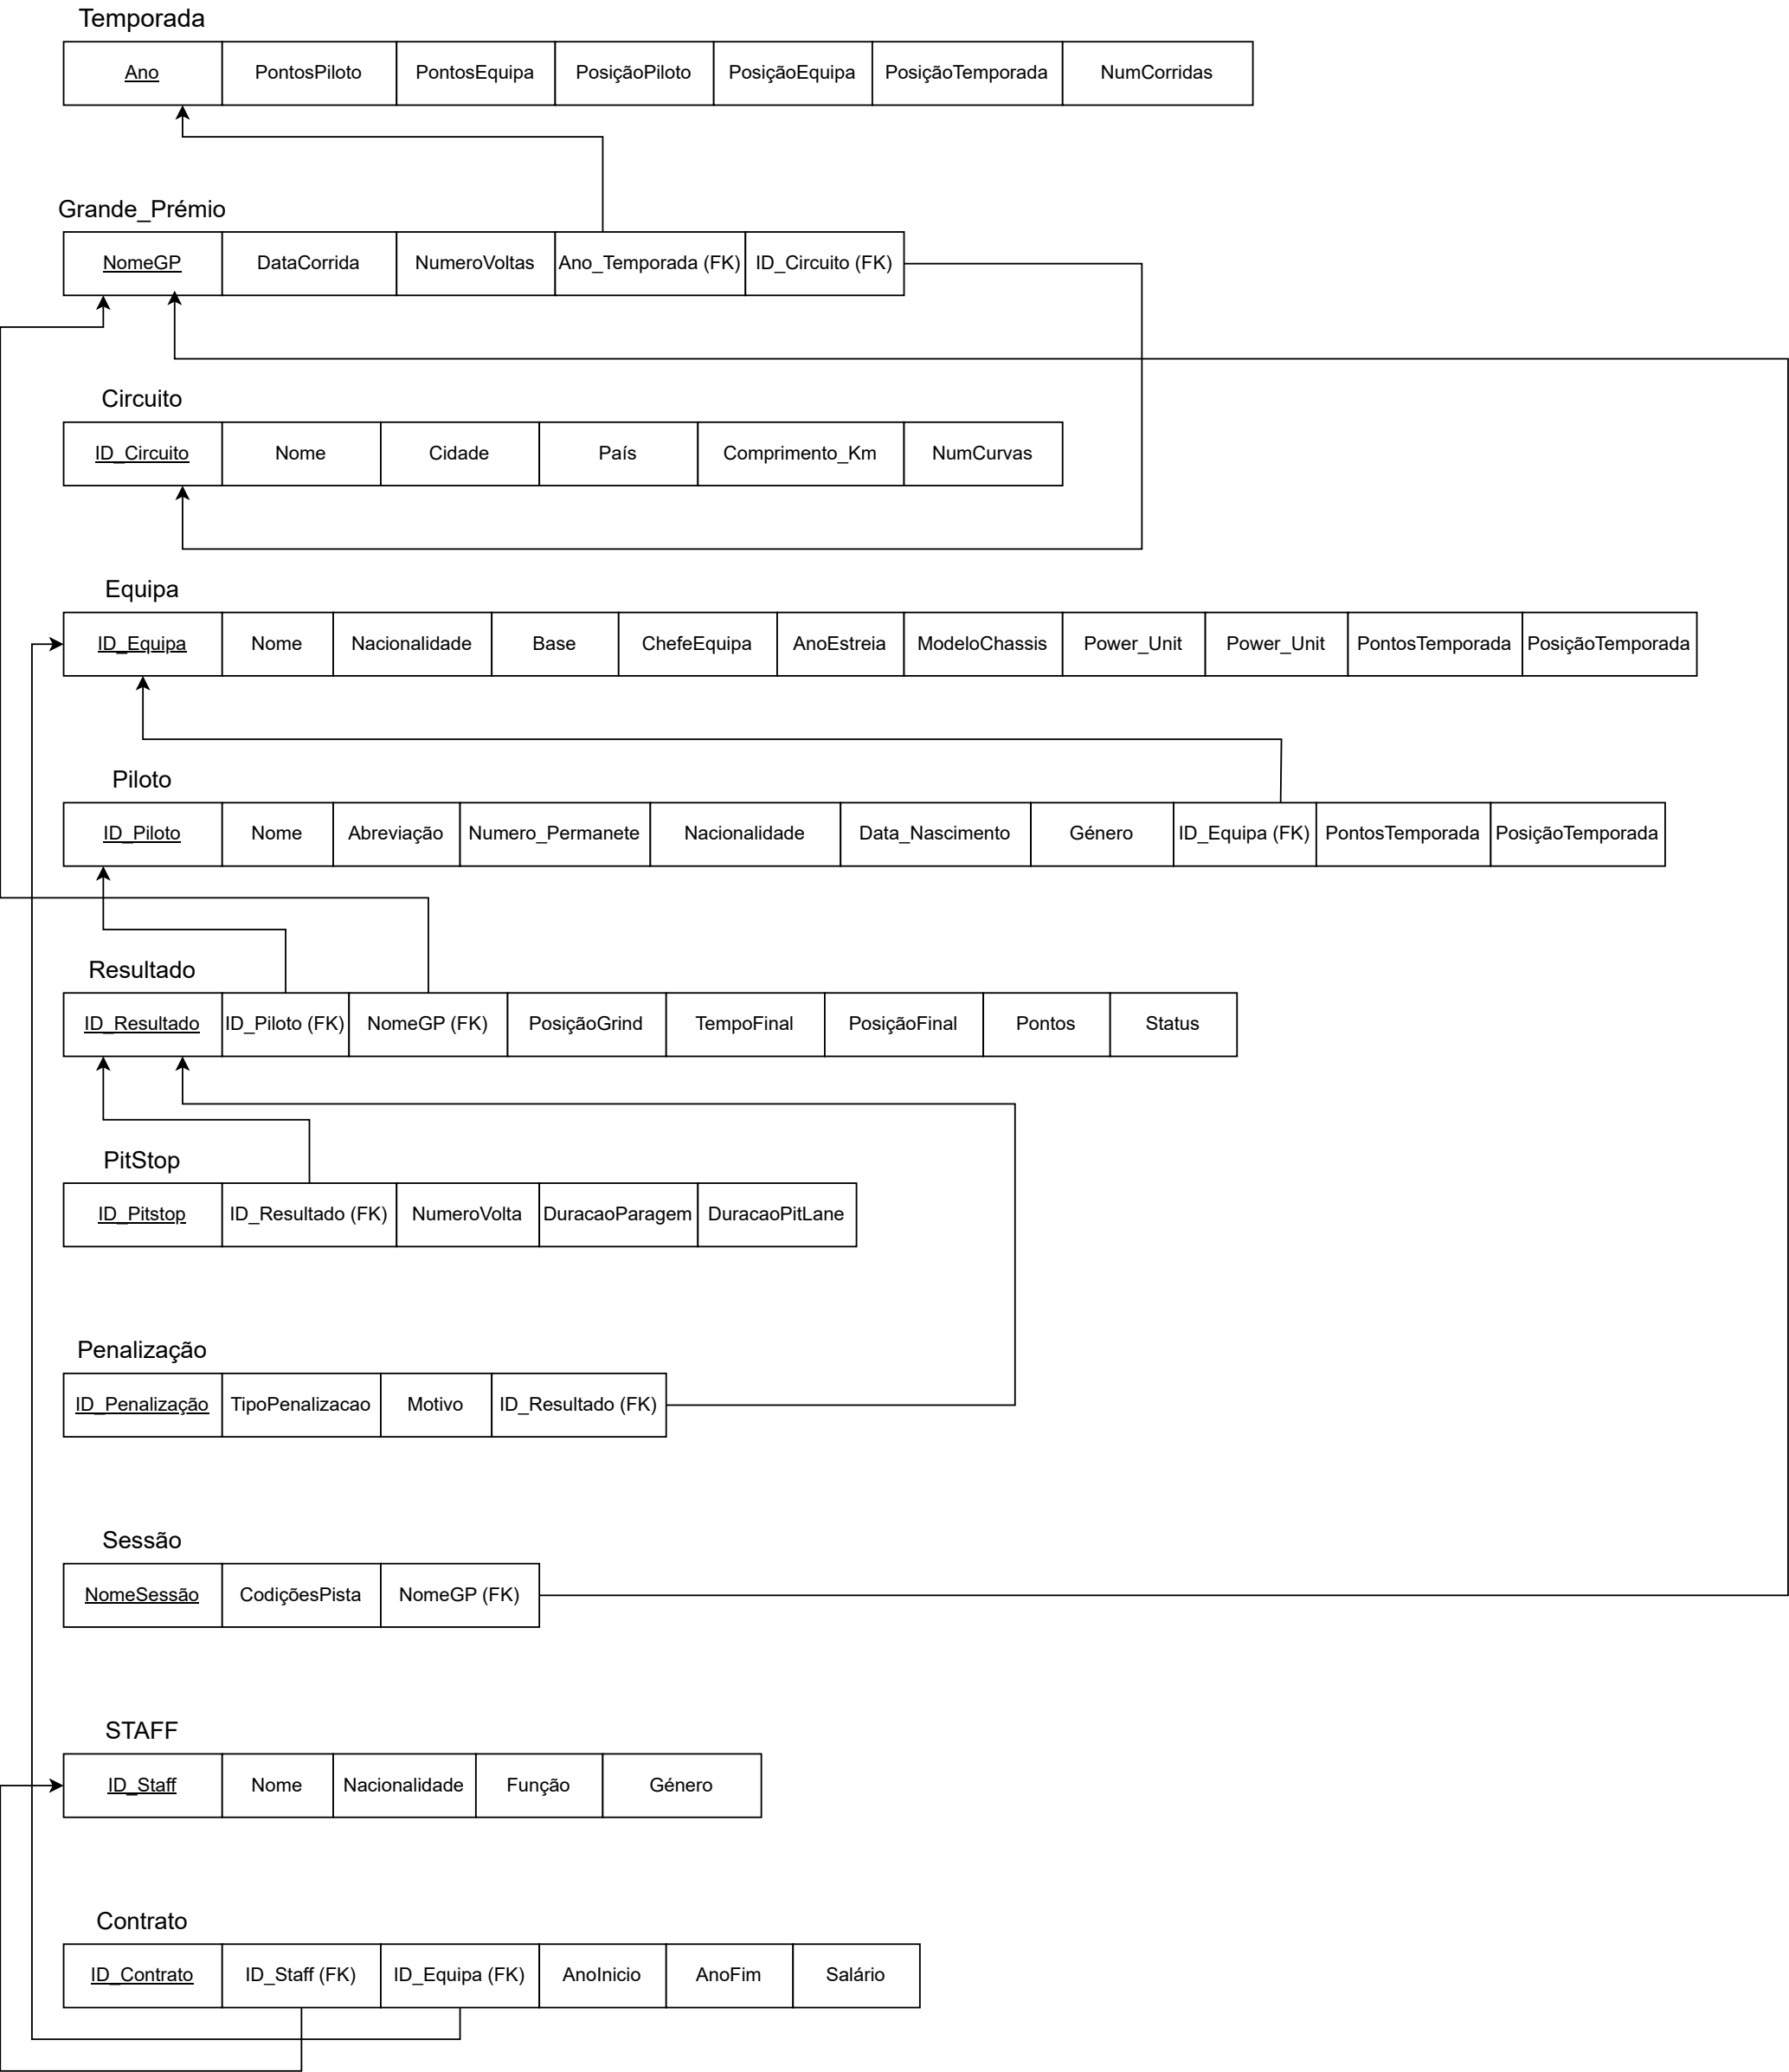 Temporada
Ano PontosPiloto PontosEquipa PosiçãoPiloto PosiçãoEquipa PosiçãoTemporada NumCorridas
Grande_Prémio
NomeGP DataCorrida NumeroVoltas Ano_Temporada (FK) ID_Circuito (FK)
Circuito
ID_Circuito Nome Cidade País Comprimento_Km NumCurvas
Equipa
ID_Equipa Nome Nacionalidade Base ChefeEquipa AnoEstreia ModeloChassis Power_Unit Power_Unit PontosTemporada PosiçãoTemporada
Piloto
ID_Piloto Nome Abreviação Numero_Permanete Nacionalidade Data_Nascimento Género ID_Equipa (FK) PontosTemporada PosiçãoTemporada
Resultado
ID_Resultado ID_Piloto (FK) NomeGP (FK) PosiçãoGrind TempoFinal PosiçãoFinal Pontos Status
PitStop
ID_Pitstop ID_Resultado (FK) NumeroVolta DuracaoParagem DuracaoPitLane
Penalização
ID_Penalização TipoPenalizacao Motivo ID_Resultado (FK)
Sessão
NomeSessão CodiçõesPista NomeGP (FK)
STAFF
ID_Staff Nome Nacionalidade Função Género
Contrato
ID_Contrato ID_Staff (FK) ID_Equipa (FK) AnoInicio AnoFim Salário